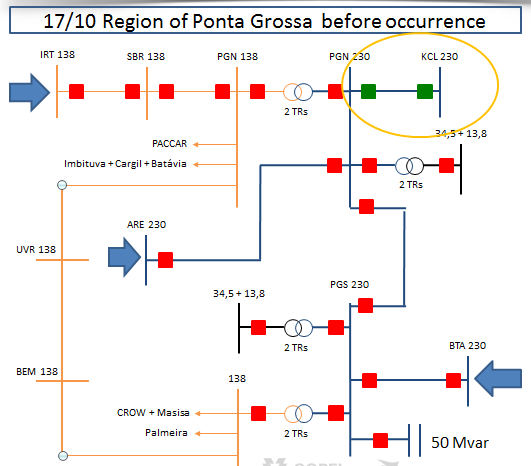 17/10 Region of Ponta Grossa before occurrence
IRT 138
SBR 138
PGN 138
PGN 230
KCL 230
2 TRs
PACCAR
Imbituva + Cargil + Batávia
34,5 + 13,8
2 TRs
ARE 230
UVR 138
PGS 230
34,5 + 13,8
2 TRs
BTA 230
BEM 138
138
CROW + Masisa
Palmeira
2 TRs
50 Mvar